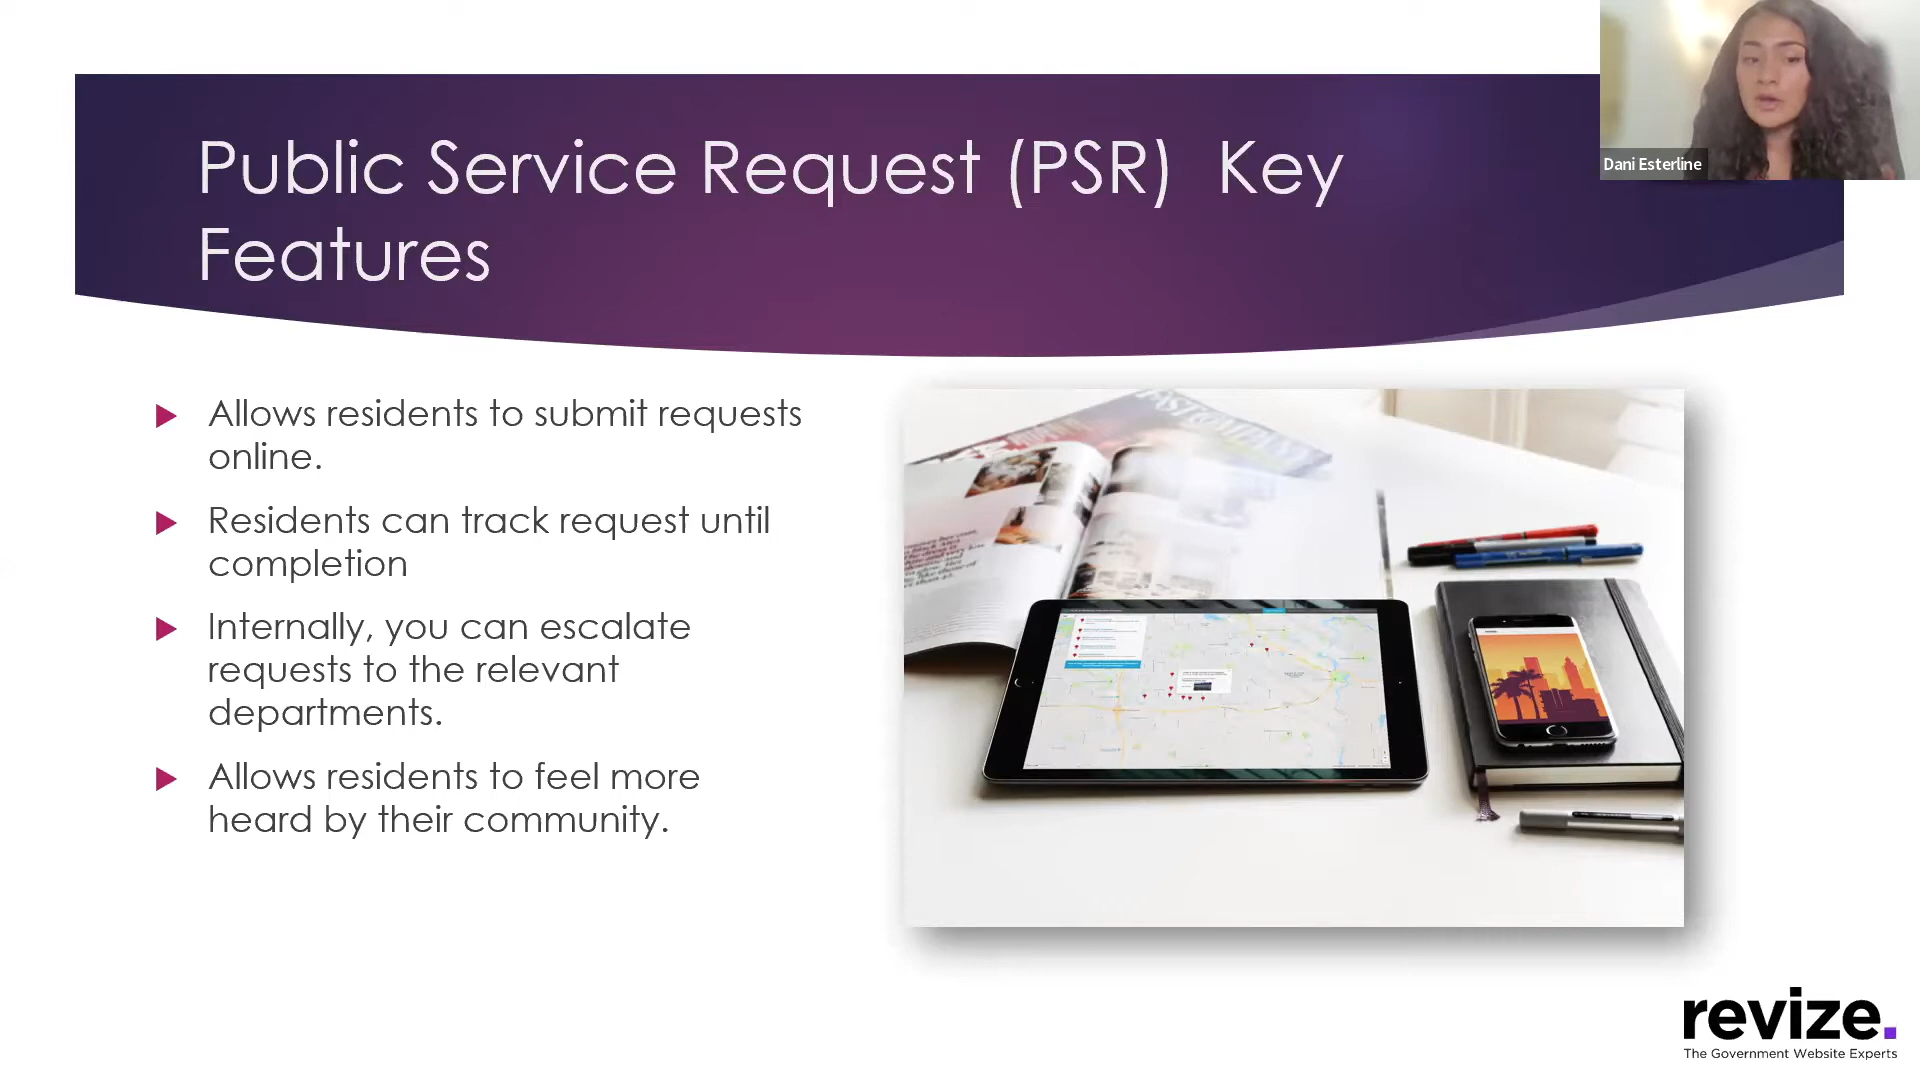 Dani Esterline
Public Service Request (PSR) Key
Features
Allows residents to submit requests
online.
Residents can track request until
completion
Internally, you can escalate
requests to the relevant
departments.
Allows residents to feel more
heard by their community.
revize.
The Government Website Experts